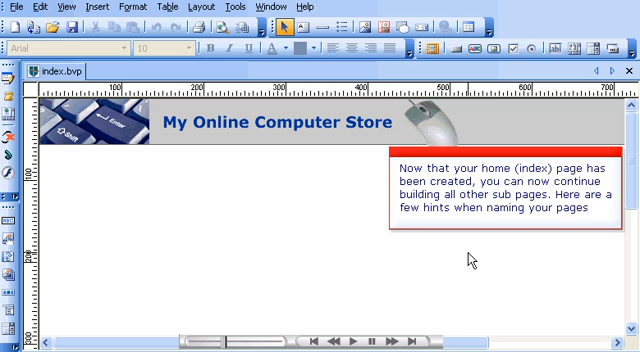 File Edit View Insert Format Table Layout Tools Window Help
Arial 10 B I U A
index.bvp
100 200 300 400 500 600 700
Enter
Shift
My Online Computer Store
Now that your home (index) page has
been created, you can now continue
building all other sub pages. Here are a
few hints when naming your pages
100
200
300